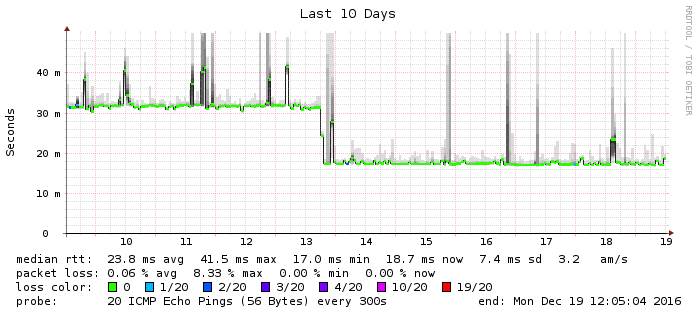 Last 10 Days
RRDTOOL / TOBI OETIKER
Seconds
40 m
30 m
20 m
10 m
0
10 11 12 13 14 15 16 17 18 19
median rtt: 23.8 ms avg 41.5 ms max 17.0 ms min 18.7 ms now 7.4 ms sd 3.2 am/s
packet loss: 0.06 % avg 8.33 % max 0.00 % min 0.00 % now
loss color: 0 1/20 2/20 3/20 4/20 10/20 19/20
probe: 20 ICMP Echo Pings (56 Bytes) every 300s end: Mon Dec 19 12:05:04 2016